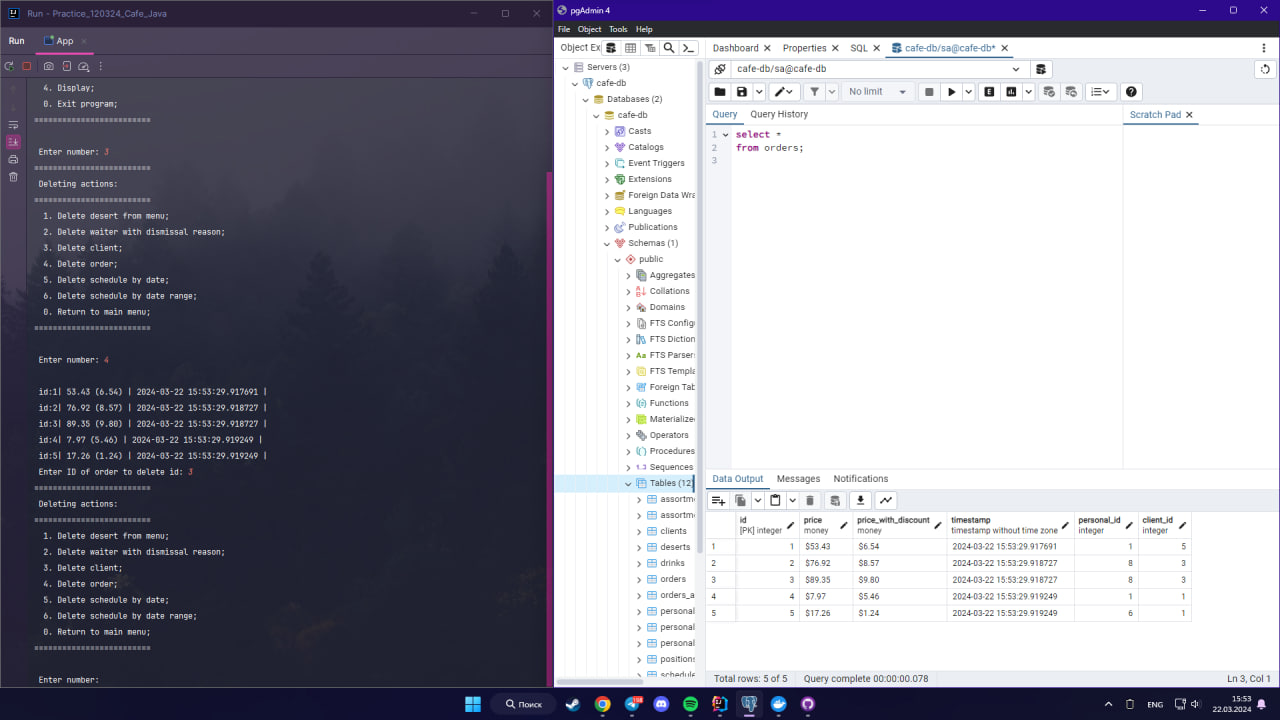 Run - Practice_120324_Cafe_Java
Run
App
4. Display;
0. Exit program;
=========================
Enter number: 3
=========================
Deleting actions:
=========================
1. Delete desert from menu;
2. Delete waiter with dismissal reason;
3. Delete client;
4. Delete order;
5. Delete schedule by date;
6. Delete schedule by date range;
0. Return to main menu;
=========================
Enter number: 4
id:1| 53.43 (6.54) | 2024-03-22 15:53:29.917691 |
id:2| 76.92 (8.57) | 2024-03-22 15:53:29.918727 |
id:3| 89.35 (9.80) | 2024-03-22 15:53:29.918727 |
id:4| 7.97 (5.46) | 2024-03-22 15:53:29.919249 |
id:5| 17.26 (1.24) | 2024-03-22 15:53:29.919249 |
Enter ID of order to delete id: 3
=========================
Deleting actions:
=========================
1. Delete desert from menu;
2. Delete waiter with dismissal reason;
3. Delete client;
4. Delete order;
5. Delete schedule by date;
6. Delete schedule by date range;
0. Return to main menu;
=========================
Enter number:
pgAdmin 4
File Object Tools Help
Object Ex
Servers (3)
cafe-db
Databases (2)
cafe-db
Casts
Catalogs
Event Triggers
Extensions
Foreign Data Wra
Languages
Publications
Schemas (1)
public
Aggregates
Collations
Domains
FTS Config
FTS Diction
FTS Parsers
FTS Templa
Foreign Tab
Functions
Materialize
Operators
Procedures
Sequences
Tables (12)
assortme
assortme
clients
deserts
drinks
orders
orders_a
personal
personal
personal
positions
schedule
Dashboard Properties SQL cafe-db/sa@cafe-db*
cafe-db/sa@cafe-db
No limit
Query Query History
Scratch Pad
1 select *
2 from orders;
3
Data Output Messages Notifications
id price price_with_discount timestamp personal_id client_id
[PK] integer money money timestamp without time zone integer integer
1 1 $53.43 $6.54 2024-03-22 15:53:29.917691 1 5
2 2 $76.92 $8.57 2024-03-22 15:53:29.918727 8 3
3 3 $89.35 $9.80 2024-03-22 15:53:29.918727 8 3
4 4 $7.97 $5.46 2024-03-22 15:53:29.919249 1 1
5 5 $17.26 $1.24 2024-03-22 15:53:29.919249 6 1
Total rows: 5 of 5 Query complete 00:00:00.078 Ln 3, Col 1
Поиск
198
ENG
15:53
22.03.2024